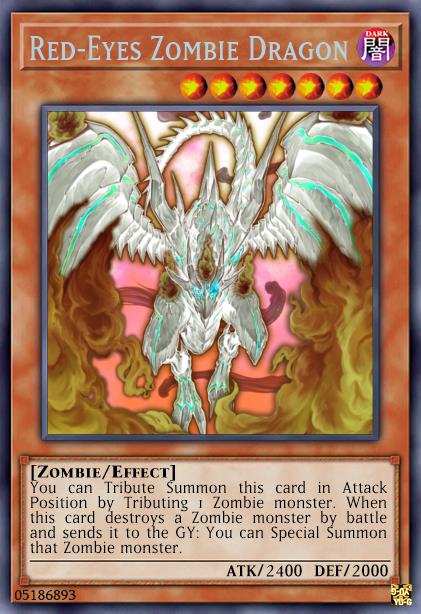 Red-Eyes Zombie Dragon
DARK
闇
[Zombie/Effect]
You can Tribute Summon this card in Attack
Position by Tributing 1 Zombie monster. When
this card destroys a Zombie monster by battle
and sends it to the GY: You can Special Summon
that Zombie monster.
ATK/2400 DEF/2000
05186893